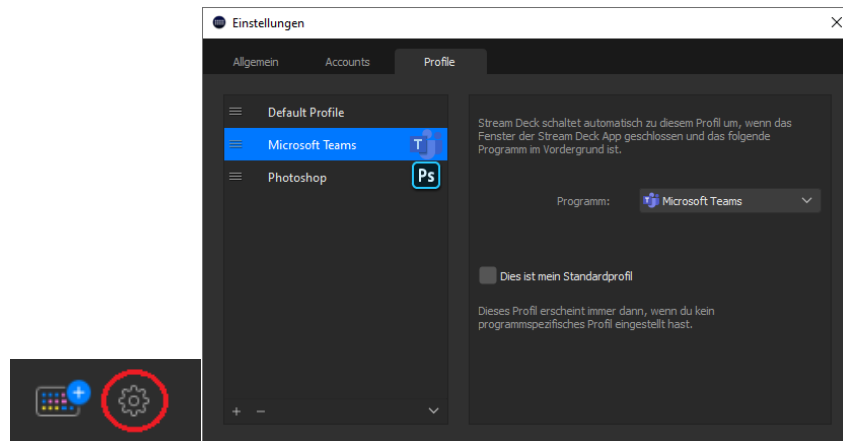 Einstellungen
Allgemein Accounts Profile
Default Profile
Microsoft Teams
Photoshop Ps
Stream Deck schaltet automatisch zu diesem Profil um, wenn das
Fenster der Stream Deck App geschlossen und das folgende
Programm im Vordergrund ist.
Programm: Microsoft Teams
Dies ist mein Standardprofil
Dieses Profil erscheint immer dann, wenn du kein
programmspezifisches Profil eingestellt hast.